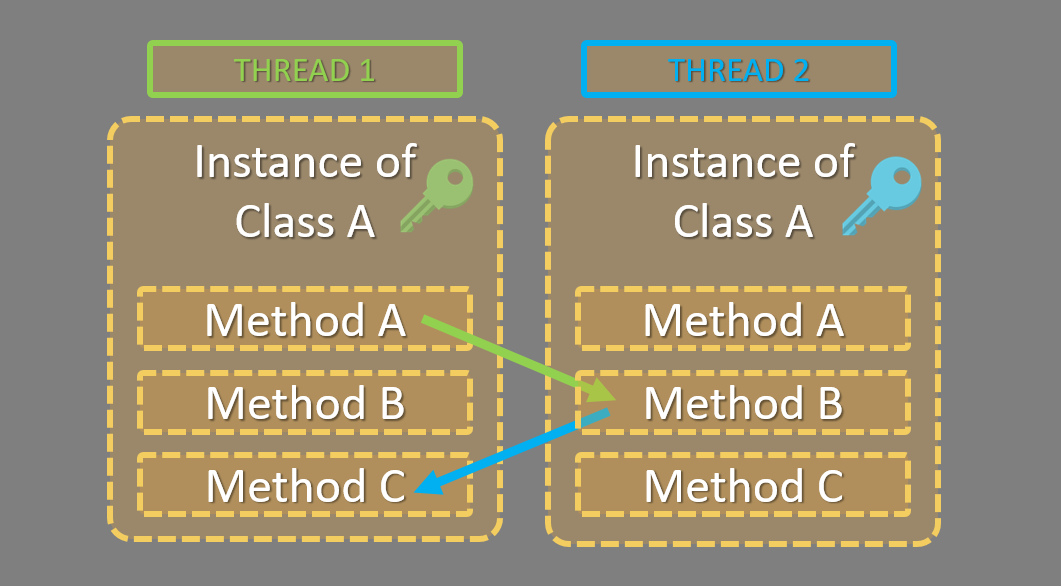 THREAD 1
THREAD 2
Instance of
Class A
Method A
Method B
Method C
Instance of
Class A
Method A
Method B
Method C